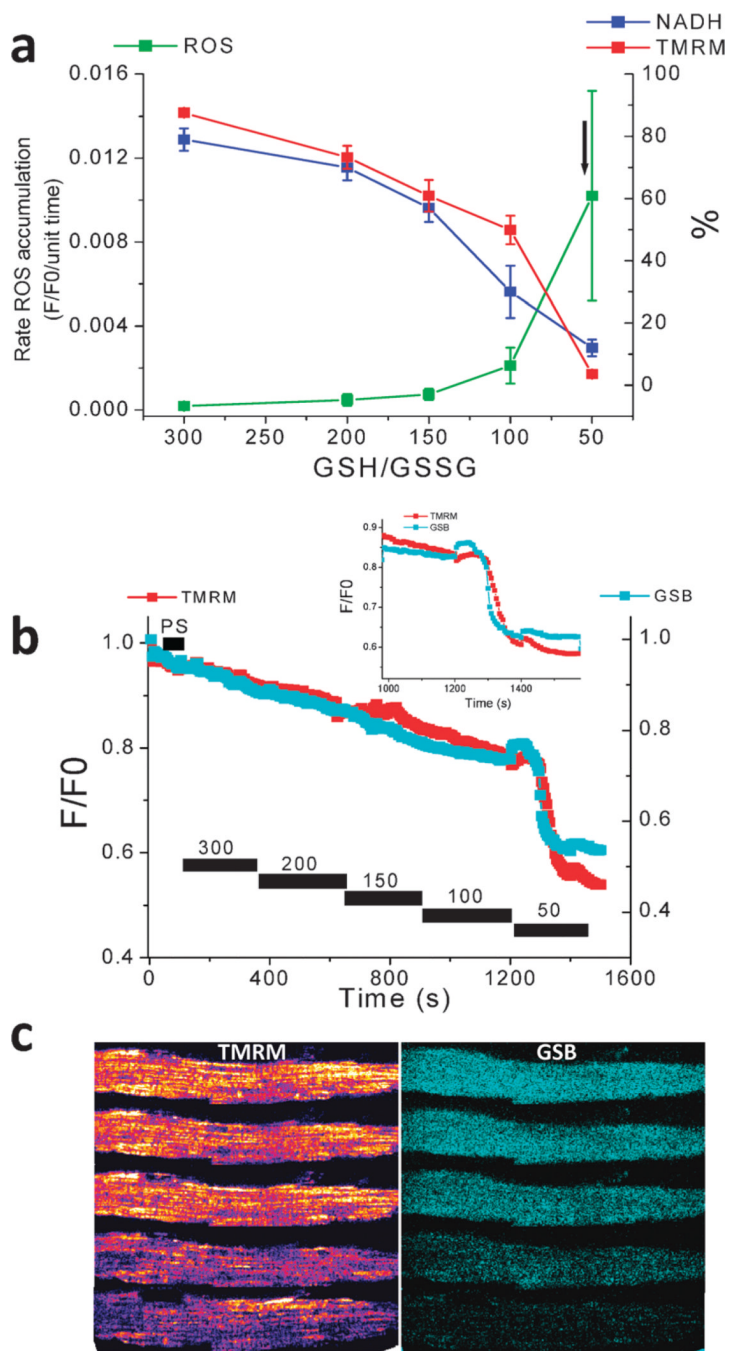 a
ROS
NADH
TMRM
0.016
0.012
0.008
0.004
0.000
Rate ROS accumulation
(F/F0/unit time)
100
80
60
40
20
0
%
300 250 200 150 100 50
GSH/GSSG
b
TMRM
GSB
PS
1.0
0.8
0.6
0.4
F/F0
1.0
0.8
0.6
0.4
TMRM
GSB
0.9
0.8
0.7
0.6
F/F0
1000 1200 1400
Time (s)
300
200
150
100
50
0 400 800 1200 1600
Time (s)
c
TMRM
GSB